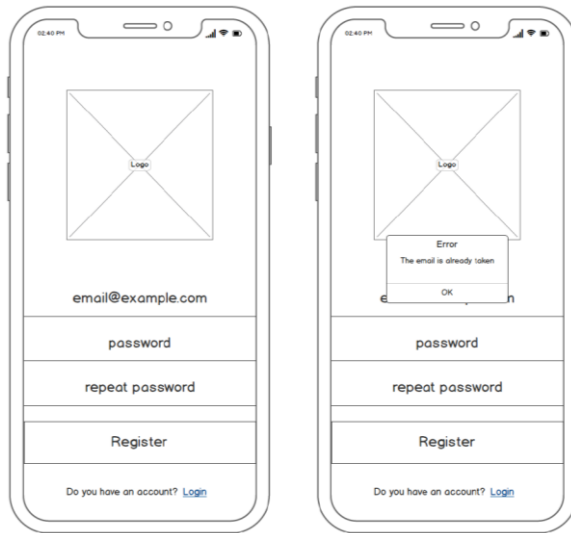 02:40 PM
Logo
email@example.com
password
repeat password
Register
Do you have an account? Login
02:40 PM
Logo
Error
The email is already taken
OK
password
repeat password
Register
Do you have an account? Login